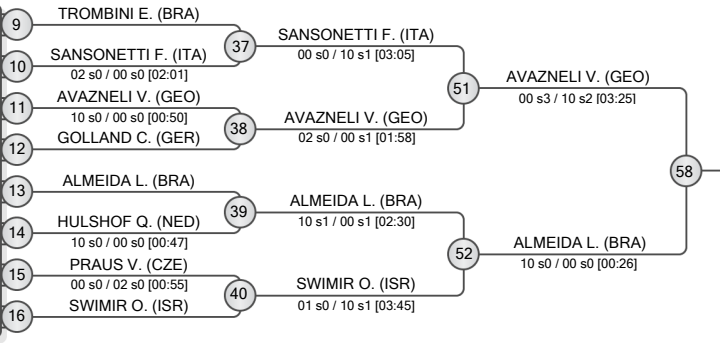 9
TROMBINI E. (BRA)
37
SANSONETTI F. (ITA)
00 s0 / 10 s1 [03:05]
10
SANSONETTI F. (ITA)
02 s0 / 00 s0 [02:01]
51
AVAZNELI V. (GEO)
00 s3 / 10 s2 [03:25]
11
AVAZNELI V. (GEO)
10 s0 / 00 s0 [00:50]
38
AVAZNELI V. (GEO)
02 s0 / 00 s1 [01:58]
12
GOLLAND C. (GER)
58
13
ALMEIDA L. (BRA)
39
ALMEIDA L. (BRA)
10 s1 / 00 s1 [02:30]
14
HULSHOF Q. (NED)
10 s0 / 00 s0 [00:47]
52
ALMEIDA L. (BRA)
10 s0 / 00 s0 [00:26]
15
PRAUS V. (CZE)
00 s0 / 02 s0 [00:55]
40
SWIMIR O. (ISR)
01 s0 / 10 s1 [03:45]
16
SWIMIR O. (ISR)